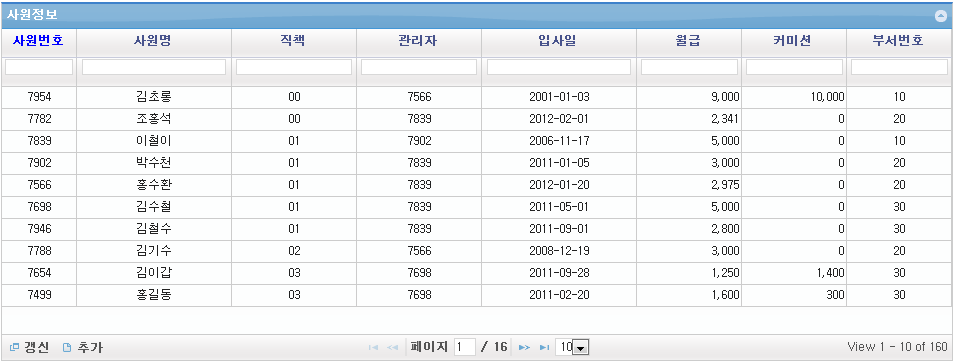 사원정보
사원번호 사원명 직책 관리자 입사일 월급 커미션 부서번호
7954 김초롱 00 7566 2001-01-03 9,000 10,000 10
7782 조홍석 00 7839 2012-02-01 2,341 0 20
7839 이철이 01 7902 2006-11-17 5,000 0 10
7902 박수천 01 7839 2011-01-05 3,000 0 20
7566 홍수환 01 7839 2012-01-20 2,975 0 20
7698 김수철 01 7839 2011-05-01 5,000 0 30
7946 김철수 01 7839 2011-09-01 2,800 0 30
7788 김기수 02 7566 2008-12-19 3,000 0 20
7654 김이갑 03 7698 2011-09-28 1,250 1,400 30
7499 홍길동 03 7698 2011-02-20 1,600 300 30
갱신 추가 페이지 1 / 16 10 View 1 - 10 of 160